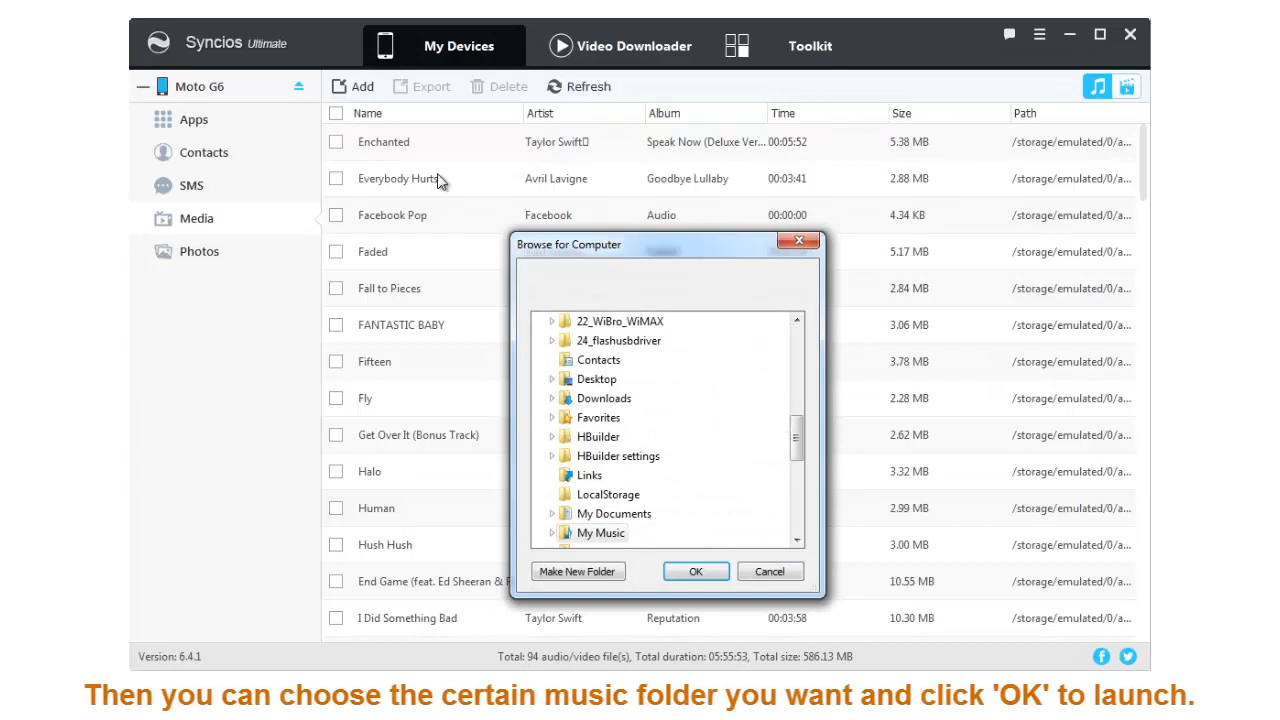 Syncios Ultimate My Devices Video Downloader Toolkit
Moto G6 Add Export Delete Refresh
Apps
Contacts
SMS
Media
Photos
Name Artist Album Time Size Path
Enchanted Taylor Swift Speak Now (Deluxe Ver... 00:05:52 5.38 MB /storage/emulated/0/a...
Everybody Hurts Avril Lavigne Goodbye Lullaby 00:03:41 2.88 MB /storage/emulated/0/a...
Facebook Pop Facebook Audio 00:00:00 4.34 KB /storage/emulated/0/a...
Faded 5.17 MB /storage/emulated/0/a...
Fall to Pieces 2.84 MB /storage/emulated/0/a...
FANTASTIC BABY 3.06 MB /storage/emulated/0/a...
Fifteen 3.78 MB /storage/emulated/0/a...
Fly 2.28 MB /storage/emulated/0/a...
Get Over It (Bonus Track) 2.62 MB /storage/emulated/0/a...
Halo 3.32 MB /storage/emulated/0/a...
Human 2.99 MB /storage/emulated/0/a...
Hush Hush 3.00 MB /storage/emulated/0/a...
End Game (feat. Ed Sheeran & 10.55 MB /storage/emulated/0/a...
I Did Something Bad Taylor Swift Reputation 00:03:58 10.30 MB /storage/emulated/0/a...
Browse for Computer
22_WiBro_WiMAX
24_flashusbdriver
Contacts
Desktop
Downloads
Favorites
HBuilder
HBuilder settings
Links
LocalStorage
My Documents
My Music
Make New Folder OK Cancel
Version: 6.4.1 Total: 94 audio/video file(s), Total duration: 05:55:53, Total size: 586.13 MB
Then you can choose the certain music folder you want and click 'OK' to launch.